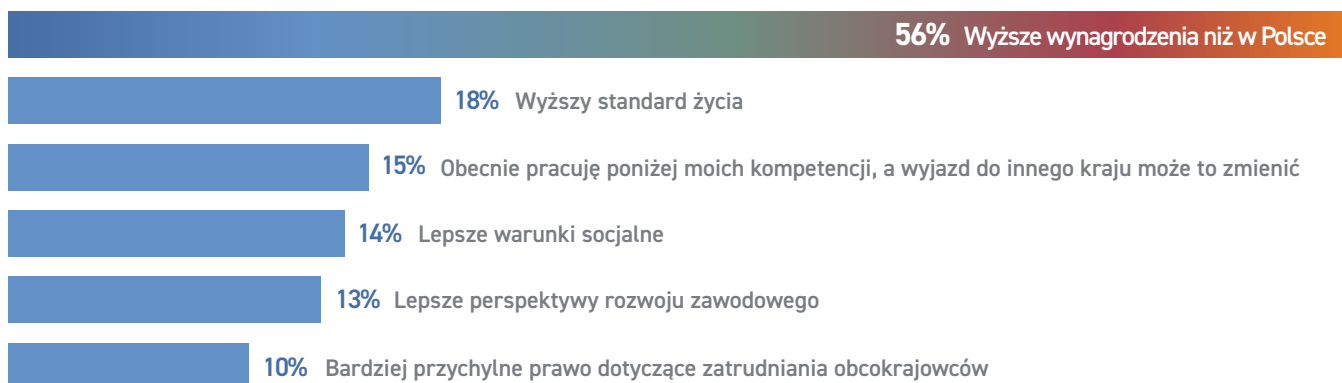 56% Wyższe wynagrodzenia niż w Polsce
18% Wyższy standard życia
15% Obecnie pracuję poniżej moich kompetencji, a wyjazd do innego kraju może to zmienić
14% Lepsze warunki socjalne
13% Lepsze perspektywy rozwoju zawodowego
10% Bardziej przychylne prawo dotyczące zatrudniania obcokrajowców